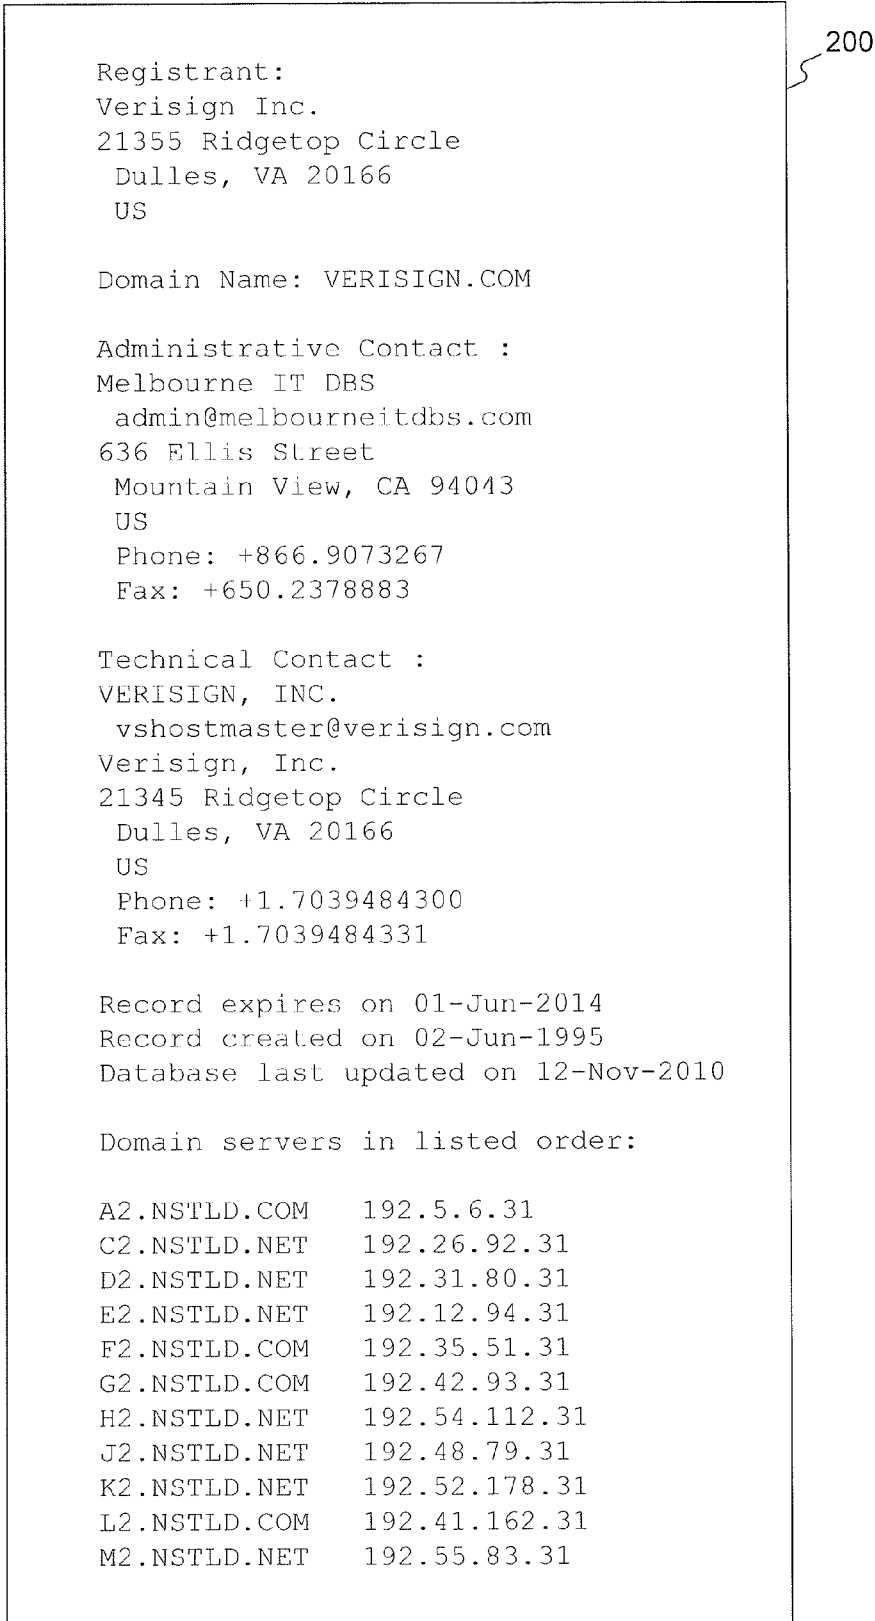 200
Registrant:
Verisign Inc.
21355 Ridgetop Circle
Dulles, VA 20166
US
Domain Name: VERISIGN.COM
Administrative Contact :
Melbourne IT DBS
admin@melbourneitdbs.com
636 Ellis Street
Mountain View, CA 94043
US
Phone: +866.9073267
Fax: +650.2378883
Technical Contact :
VERISIGN, INC.
vshostmaster@verisign.com
Verisign, Inc.
21345 Ridgetop Circle
Dulles, VA 20166
US
Phone: +1.7039484300
Fax: +1.7039484331
Record expires on 01-Jun-2014
Record created on 02-Jun-1995
Database last updated on 12-Nov-2010
Domain servers in listed order:
A2.NSTLD.COM 192.5.6.31
C2.NSTLD.NET 192.26.92.31
D2.NSTLD.NET 192.31.80.31
E2.NSTLD.NET 192.12.94.31
F2.NSTLD.COM 192.35.51.31
G2.NSTLD.COM 192.42.93.31
H2.NSTLD.NET 192.54.112.31
J2.NSTLD.NET 192.48.79.31
K2.NSTLD.NET 192.52.178.31
L2.NSTLD.COM 192.41.162.31
M2.NSTLD.NET 192.55.83.31